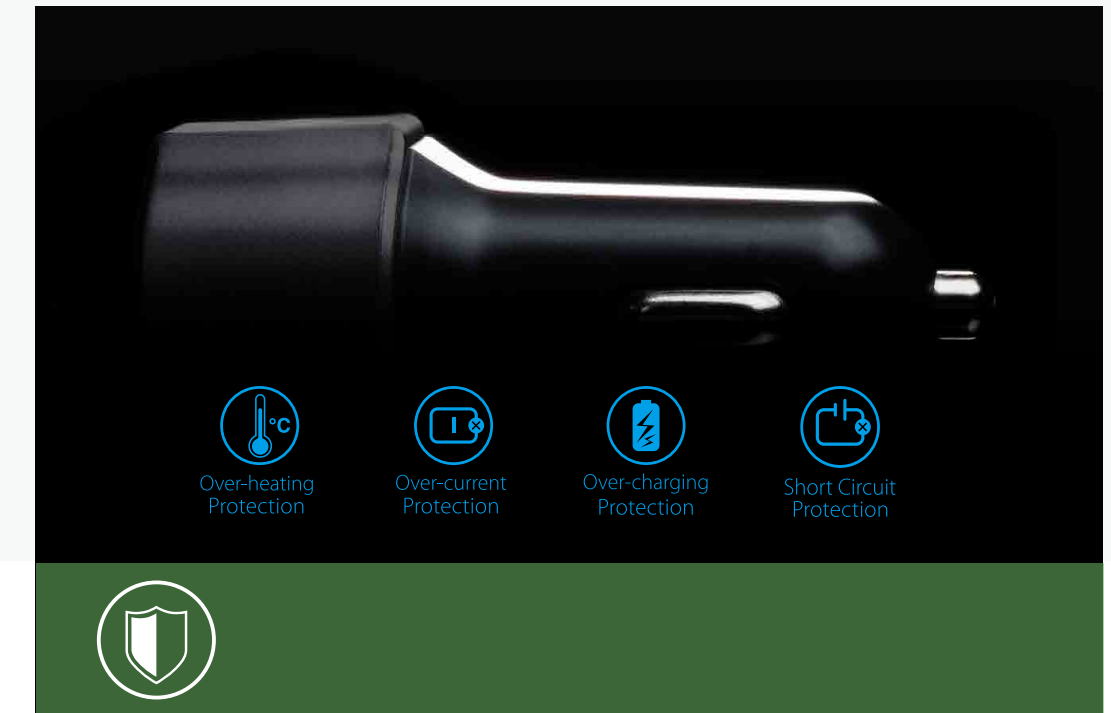 °C
Over-heating
Protection
Over-current
Protection
Over-charging
Protection
Short Circuit
Protection